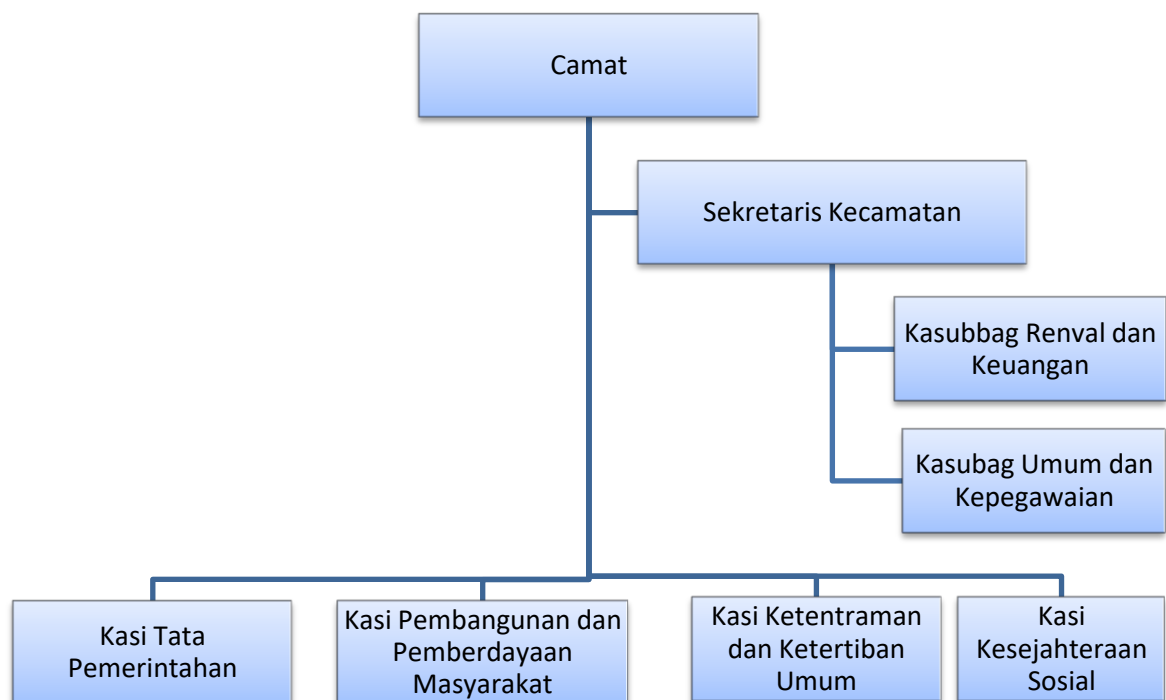 Camat
Sekretaris Kecamatan
Kasubbag Renval dan
Keuangan
Kasubag Umum dan
Kepegawaian
Kasi Tata
Pemerintahan
Kasi Pembangunan dan
Pemberdayaan
Masyarakat
Kasi Ketentraman
dan Ketertiban
Umum
Kasi
Kesejahteraan
Sosial